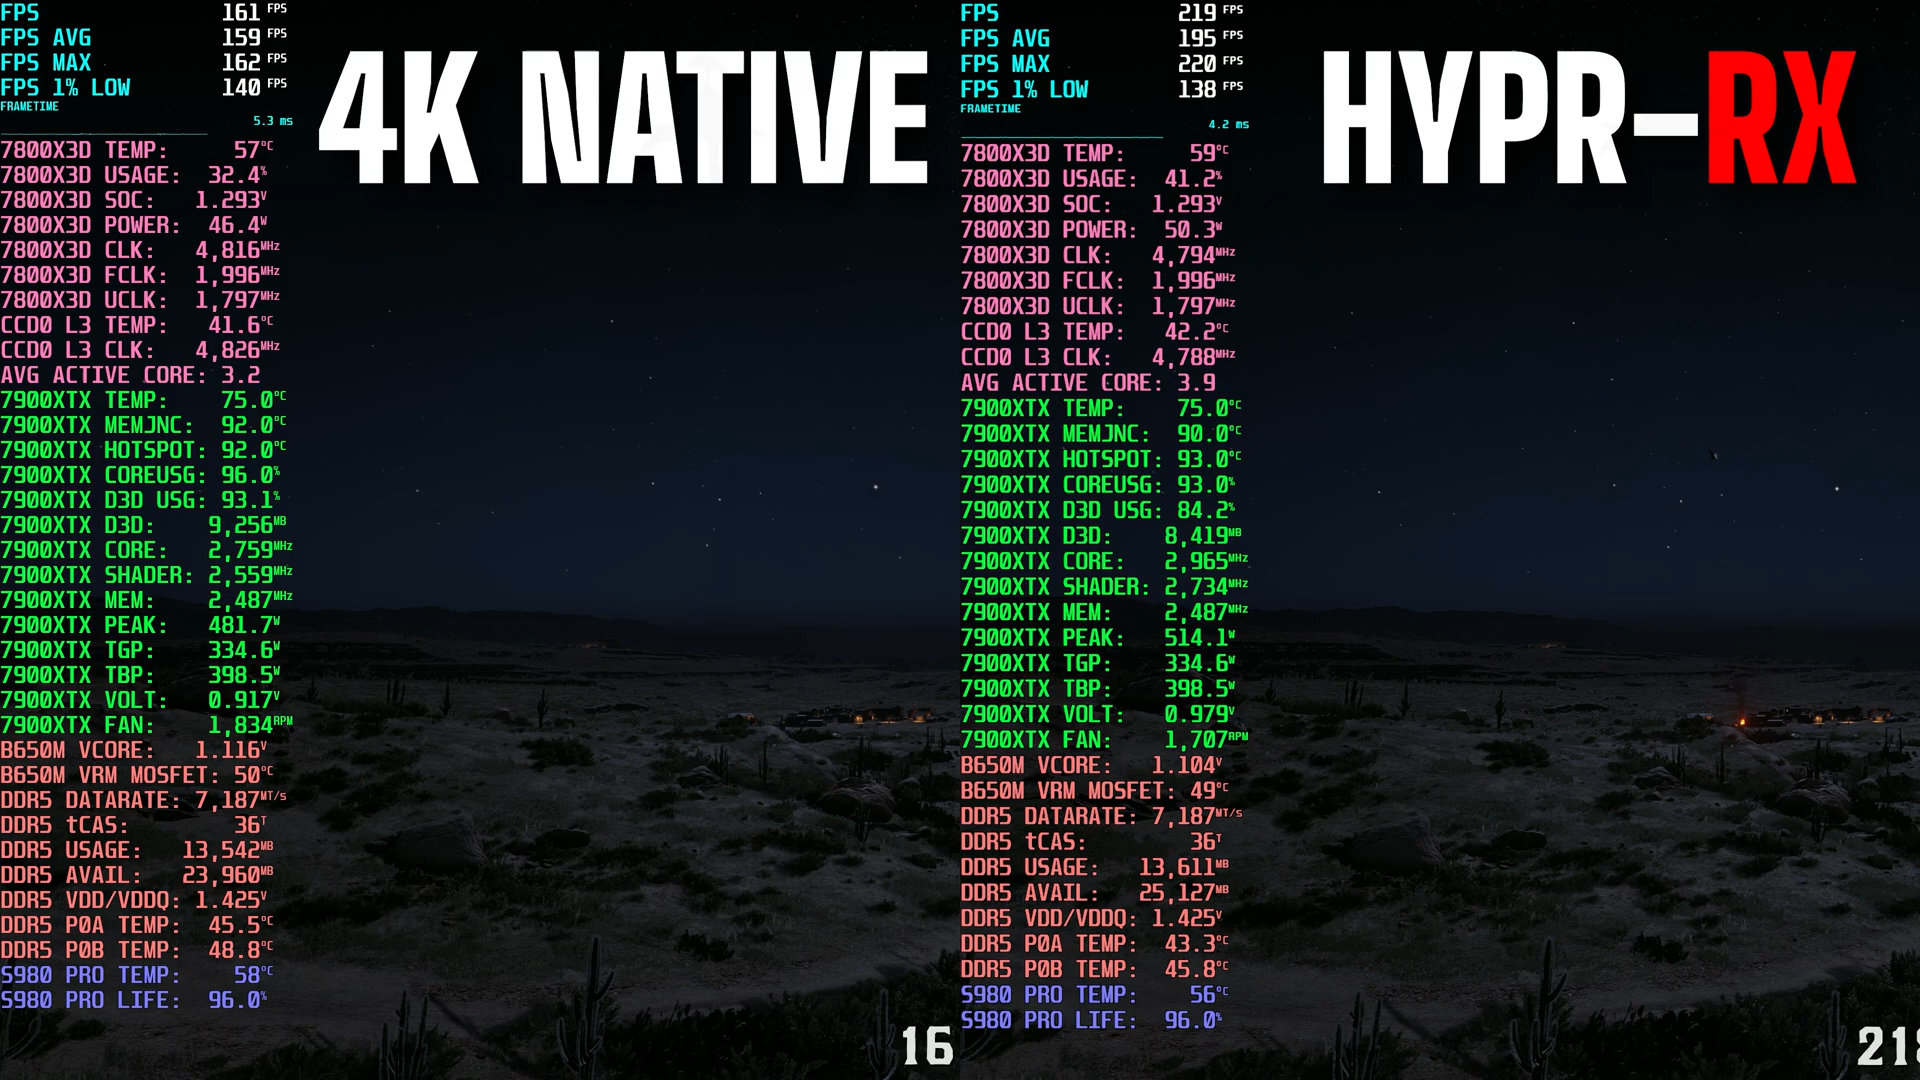 FPS 161 FPS
FPS AVG 159 FPS
FPS MAX 162 FPS
FPS 1% LOW 140 FPS
FRAMETIME
5.3 ms
7800X3D TEMP: 57°C
7800X3D USAGE: 32.4%
7800X3D SOC: 1.293V
7800X3D POWER: 46.4W
7800X3D CLK: 4,816MHz
7800X3D FCLK: 1,996MHz
7800X3D UCLK: 1,797MHz
CCD0 L3 TEMP: 41.6°C
CCD0 L3 CLK: 4,826MHz
AVG ACTIVE CORE: 3.2
7900XTX TEMP: 75.0°C
7900XTX MEMJNC: 92.0°C
7900XTX HOTSPOT: 92.0°C
7900XTX COREUSG: 96.0%
7900XTX D3D USG: 93.1%
7900XTX D3D: 9,256MB
7900XTX CORE: 2,759MHz
7900XTX SHADER: 2,559MHz
7900XTX MEM: 2,487MHz
7900XTX PEAK: 481.7W
7900XTX TGP: 334.6W
7900XTX TBP: 398.5W
7900XTX VOLT: 0.917V
7900XTX FAN: 1,834RPM
B650M VCORE: 1.116V
B650M VRM MOSFET: 50°C
DDR5 DATARATE: 7,187MT/s
DDR5 tCAS: 36T
DDR5 USAGE: 13,542MB
DDR5 AVAIL: 23,960MB
DDR5 VDD/VDDQ: 1.425V
DDR5 P0A TEMP: 45.5°C
DDR5 P0B TEMP: 48.8°C
S980 PRO TEMP: 58°C
S980 PRO LIFE: 96.0%
4K NATIVE
16
FPS 219 FPS
FPS AVG 195 FPS
FPS MAX 220 FPS
FPS 1% LOW 138 FPS
FRAMETIME
4.2 ms
7800X3D TEMP: 59°C
7800X3D USAGE: 41.2%
7800X3D SOC: 1.293V
7800X3D POWER: 50.3W
7800X3D CLK: 4,794MHz
7800X3D FCLK: 1,996MHz
7800X3D UCLK: 1,797MHz
CCD0 L3 TEMP: 42.2°C
CCD0 L3 CLK: 4,788MHz
AVG ACTIVE CORE: 3.9
7900XTX TEMP: 75.0°C
7900XTX MEMJNC: 90.0°C
7900XTX HOTSPOT: 93.0°C
7900XTX COREUSG: 93.0%
7900XTX D3D USG: 84.2%
7900XTX D3D: 8,419MB
7900XTX CORE: 2,965MHz
7900XTX SHADER: 2,734MHz
7900XTX MEM: 2,487MHz
7900XTX PEAK: 514.1W
7900XTX TGP: 334.6W
7900XTX TBP: 398.5W
7900XTX VOLT: 0.979V
7900XTX FAN: 1,707RPM
B650M VCORE: 1.104V
B650M VRM MOSFET: 49°C
DDR5 DATARATE: 7,187MT/s
DDR5 tCAS: 36T
DDR5 USAGE: 13,611MB
DDR5 AVAIL: 25,127MB
DDR5 VDD/VDDQ: 1.425V
DDR5 P0A TEMP: 43.3°C
DDR5 P0B TEMP: 45.8°C
S980 PRO TEMP: 56°C
S980 PRO LIFE: 96.0%
HYPR-RX
21